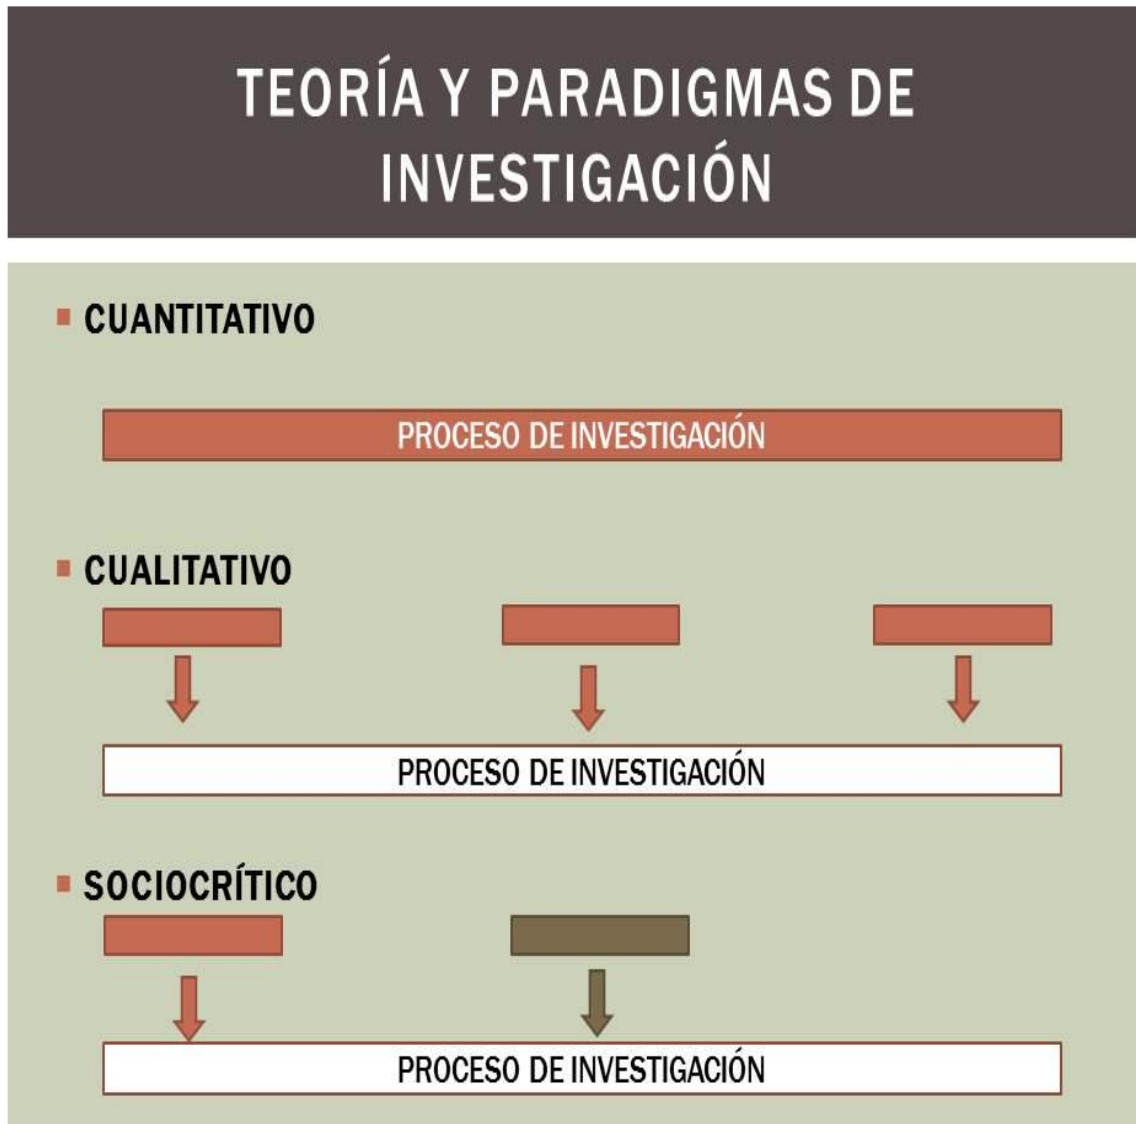 TEORÍA Y PARADIGMAS DE
INVESTIGACIÓN
CUANTITATIVO
PROCESO DE INVESTIGACIÓN
CUALITATIVO
PROCESO DE INVESTIGACIÓN
SOCIOCRÍTICO
PROCESO DE INVESTIGACIÓN